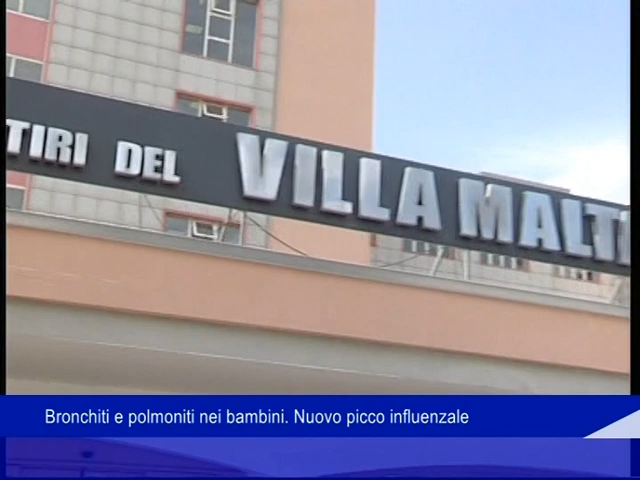 TIRI DEL VILLA MALT
Bronchiti e polmoniti nei bambini. Nuovo picco influenzale